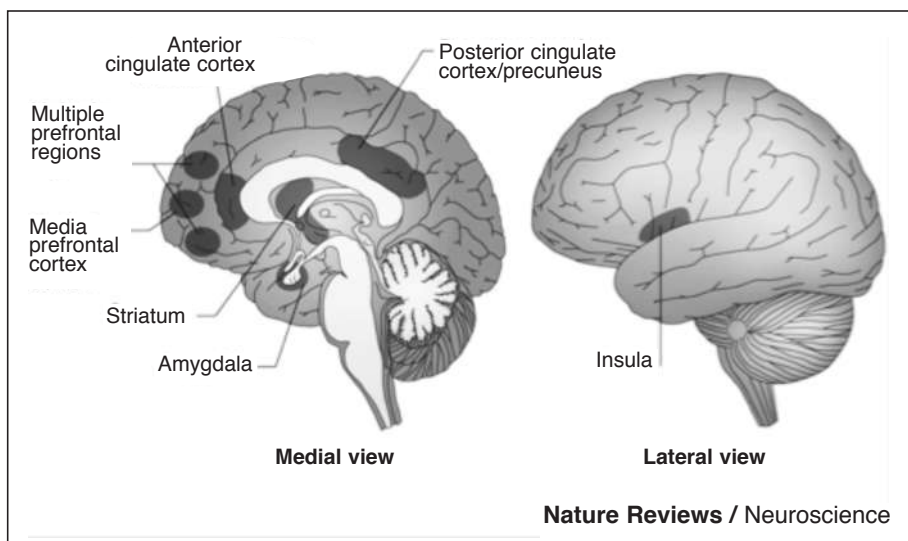 Anterior
cingulate cortex
Posterior cingulate
cortex/precuneus
Multiple
prefrontal
regions
Media
prefrontal
cortex
Striatum
Amygdala
Insula
Medial view
Lateral view
Nature Reviews / Neuroscience